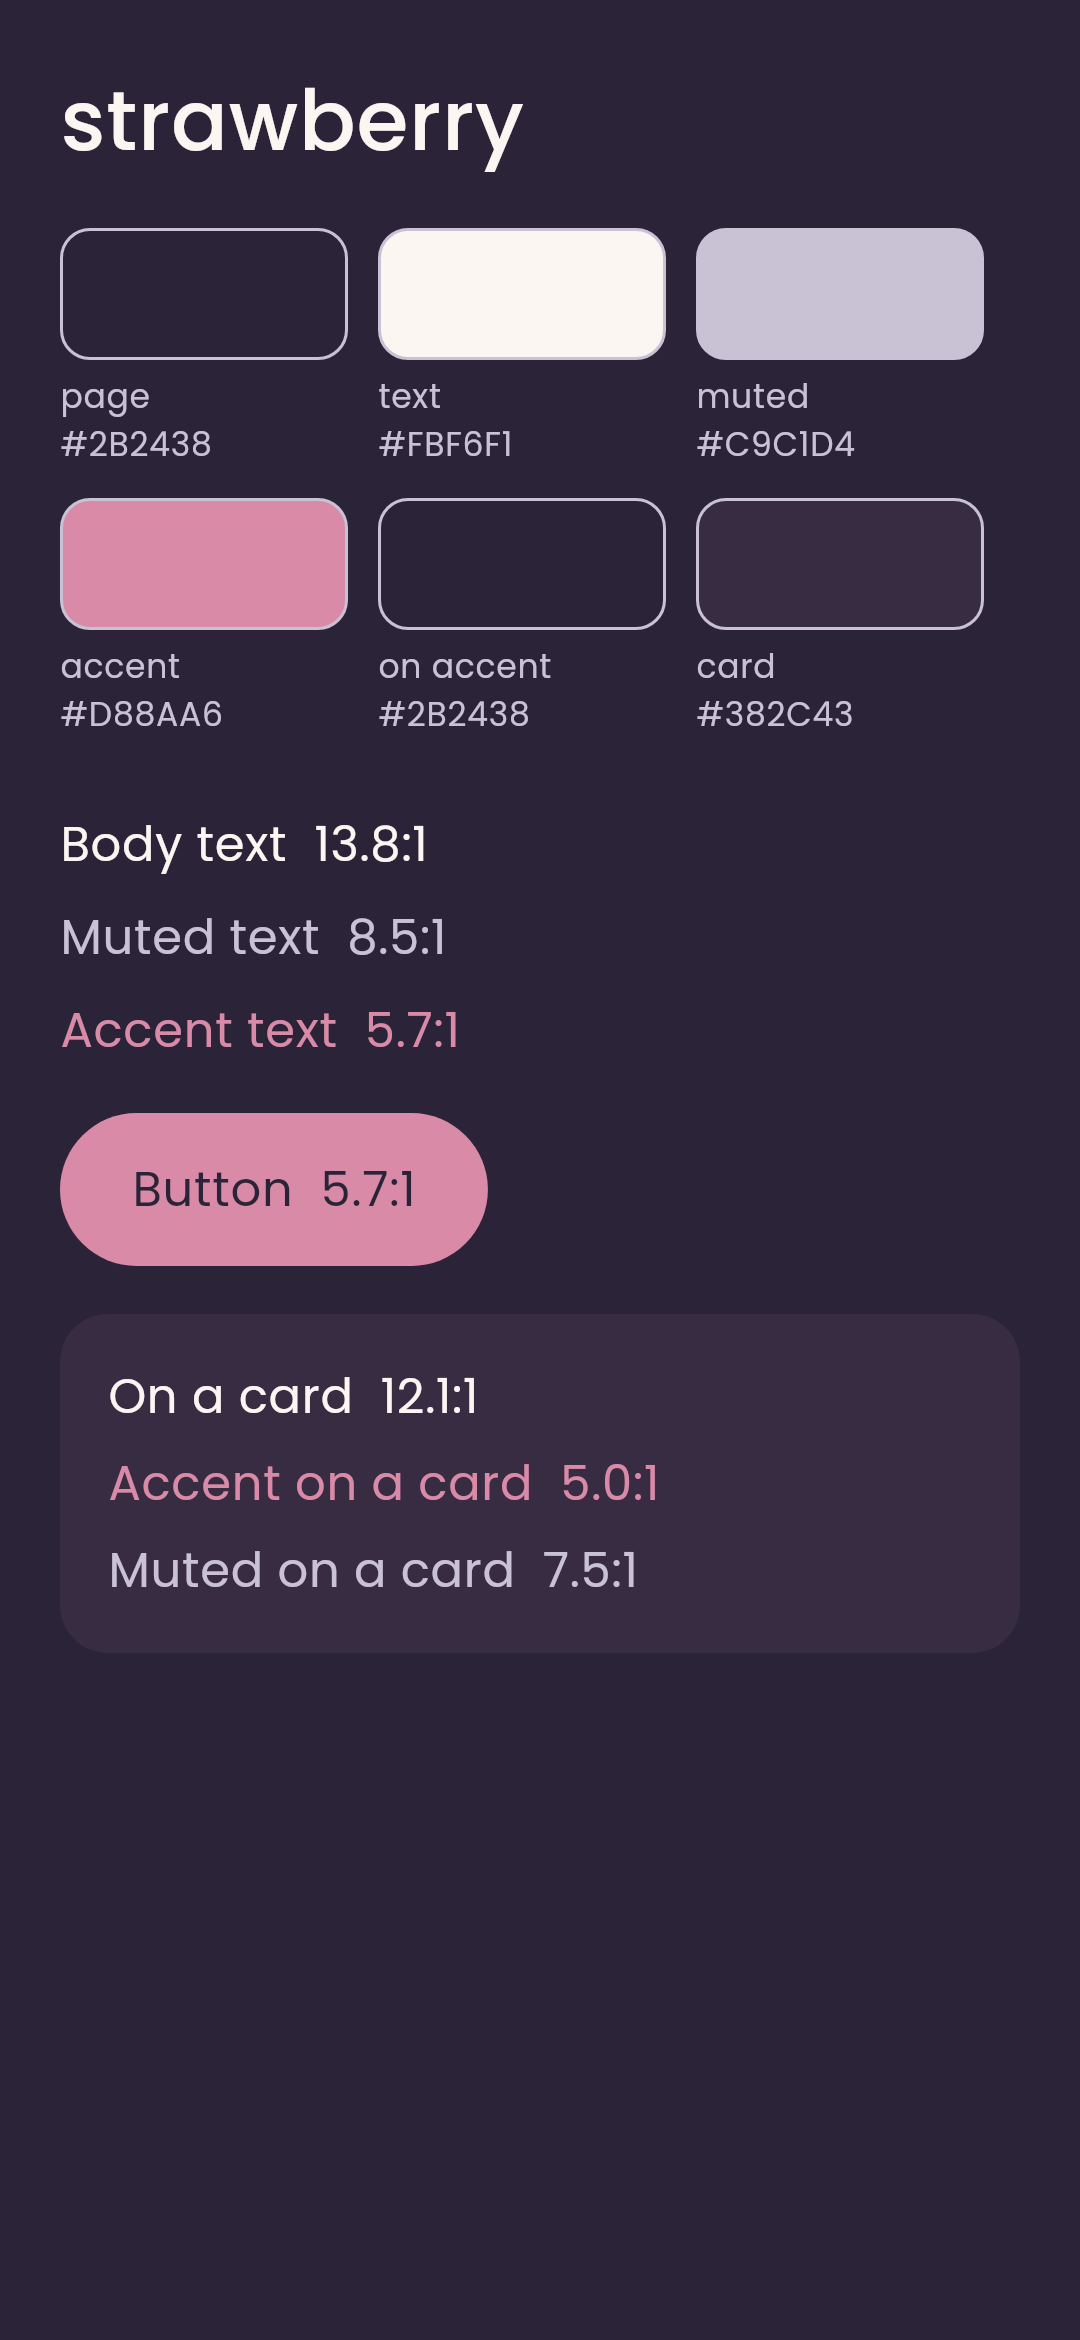 strawberry
page
#2B2438
text
#FBF6F1
muted
#C9C1D4
accent
#D88AA6
on accent
#2B2438
card
#382C43
Body text 13.8:1
Muted text 8.5:1
Accent text 5.7:1
Button 5.7:1
On a card 12.1:1
Accent on a card 5.0:1
Muted on a card 7.5:1